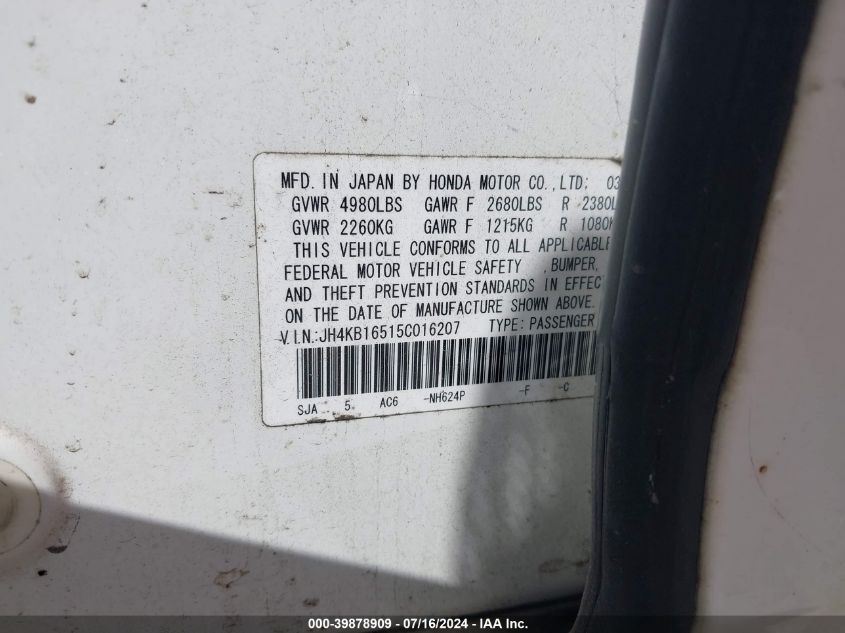 MFD. IN JAPAN BY HONDA MOTOR CO.,LTD; 03
GVWR 4980LBS GAWR F 2680LBS R 2380L
GVWR 2260KG GAWR F 1215KG R 1080K
THIS VEHICLE CONFORMS TO ALL APPLICABLE
FEDERAL MOTOR VEHICLE SAFETY , BUMPER,
AND THEFT PREVENTION STANDARDS IN EFFEC
ON THE DATE OF MANUFACTURE SHOWN ABOVE.
V.I.N.:JH4KB16515C016207 TYPE: PASSENGER
SJA 5 AC6 -NH624P -F -C
000-39878909 - 07/16/2024 - IAA Inc.